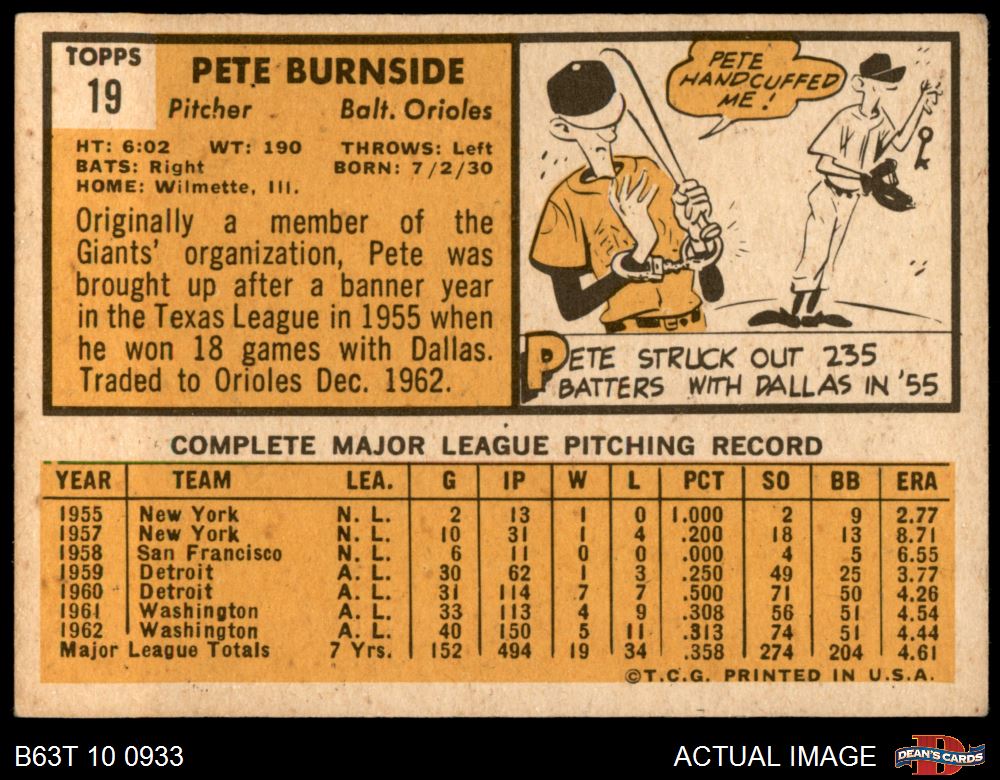 TOPPS
19
PETE BURNSIDE
Pitcher Balt. Orioles
HT: 6:02 WT: 190 THROWS: Left
BATS: Right BORN: 7/2/30
HOME: Wilmette, Ill.
Originally a member of the
Giants' organization, Pete was
brought up after a banner year
in the Texas League in 1955 when
he won 18 games with Dallas.
Traded to Orioles Dec. 1962.
PETE
HANDCUFFED
ME!
PETE STRUCK OUT 235
BATTERS WITH DALLAS IN '55
COMPLETE MAJOR LEAGUE PITCHING RECORD
YEAR TEAM LEA. G IP W L PCT SO BB ERA
1955 New York N. L. 2 13 1 0 1.000 2 9 2.77
1957 New York N. L. 10 31 1 4 .200 18 13 8.71
1958 San Francisco N. L. 6 11 0 0 .000 4 5 6.55
1959 Detroit A. L. 30 62 1 3 .250 49 25 3.77
1960 Detroit A. L. 31 114 7 7 .500 71 50 4.26
1961 Washington A. L. 33 113 4 9 .308 56 51 4.54
1962 Washington A. L. 40 150 5 11 .313 74 51 4.44
Major League Totals 7 Yrs. 152 494 19 34 .358 274 204 4.61
©T.C.G. PRINTED IN U.S.A.
B63T 10 0933 ACTUAL IMAGE
D
DEAN'S CARDS